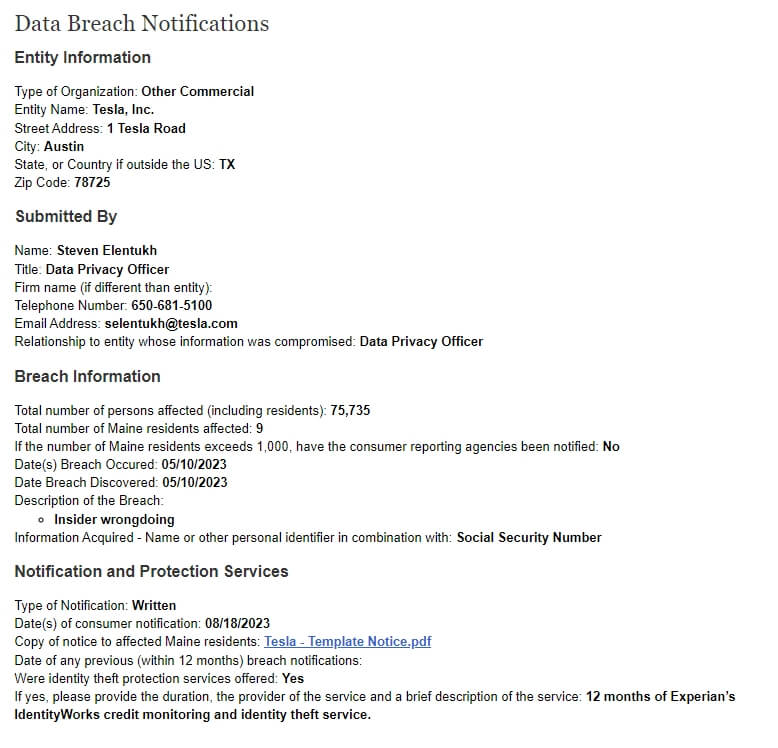 Data Breach Notifications
Entity Information
Type of Organization: Other Commercial
Entity Name: Tesla, Inc.
Street Address: 1 Tesla Road
City: Austin
State, or Country if outside the US: TX
Zip Code: 78725
Submitted By
Name: Steven Elentukh
Title: Data Privacy Officer
Firm name (if different than entity):
Telephone Number: 650-681-5100
Email Address: selentukh@tesla.com
Relationship to entity whose information was compromised: Data Privacy Officer
Breach Information
Total number of persons affected (including residents): 75,735
Total number of Maine residents affected: 9
If the number of Maine residents exceeds 1,000, have the consumer reporting agencies been notified: No
Date(s) Breach Occured: 05/10/2023
Date Breach Discovered: 05/10/2023
Description of the Breach:
Insider wrongdoing
Information Acquired - Name or other personal identifier in combination with: Social Security Number
Notification and Protection Services
Type of Notification: Written
Date(s) of consumer notification: 08/18/2023
Copy of notice to affected Maine residents: Tesla - Template Notice.pdf
Date of any previous (within 12 months) breach notifications:
Were identity theft protection services offered: Yes
If yes, please provide the duration, the provider of the service and a brief description of the service: 12 months of Experian's
IdentityWorks credit monitoring and identity theft service.